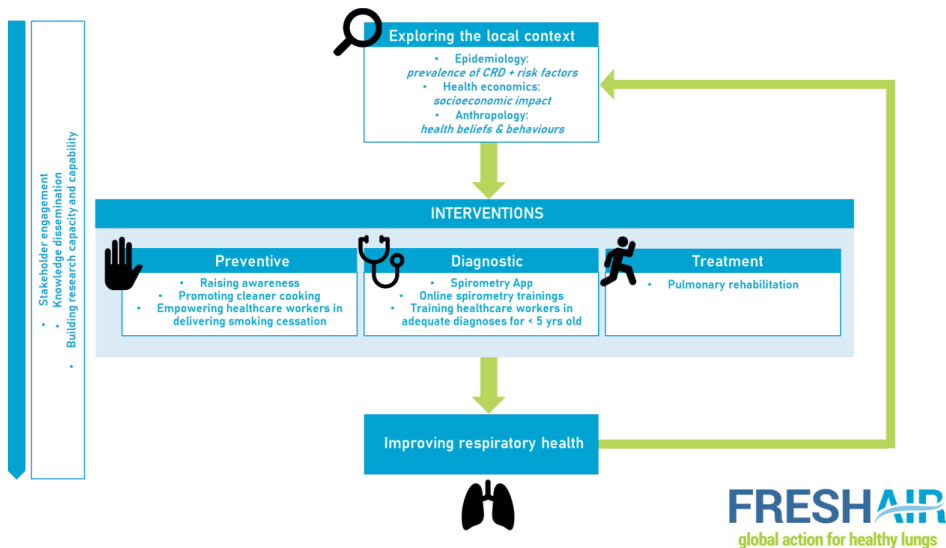 Exploring the local context
• Epidemiology:
prevalence of CRD + risk factors
• Health economics:
socioeconomic impact
• Anthropology:
health beliefs & behaviours
• Stakeholder engagement
• Knowledge dissemination
• Building research capacity and capability
INTERVENTIONS
Preventive
• Raising awareness
• Promoting cleaner cooking
• Empowering healthcare workers in
delivering smoking cessation
Diagnostic
• Spirometry App
• Online spirometry trainings
• Training healthcare workers in
adequate diagnoses for < 5 yrs old
Treatment
• Pulmonary rehabilitation
Improving respiratory health
FRESHAIR
global action for healthy lungs